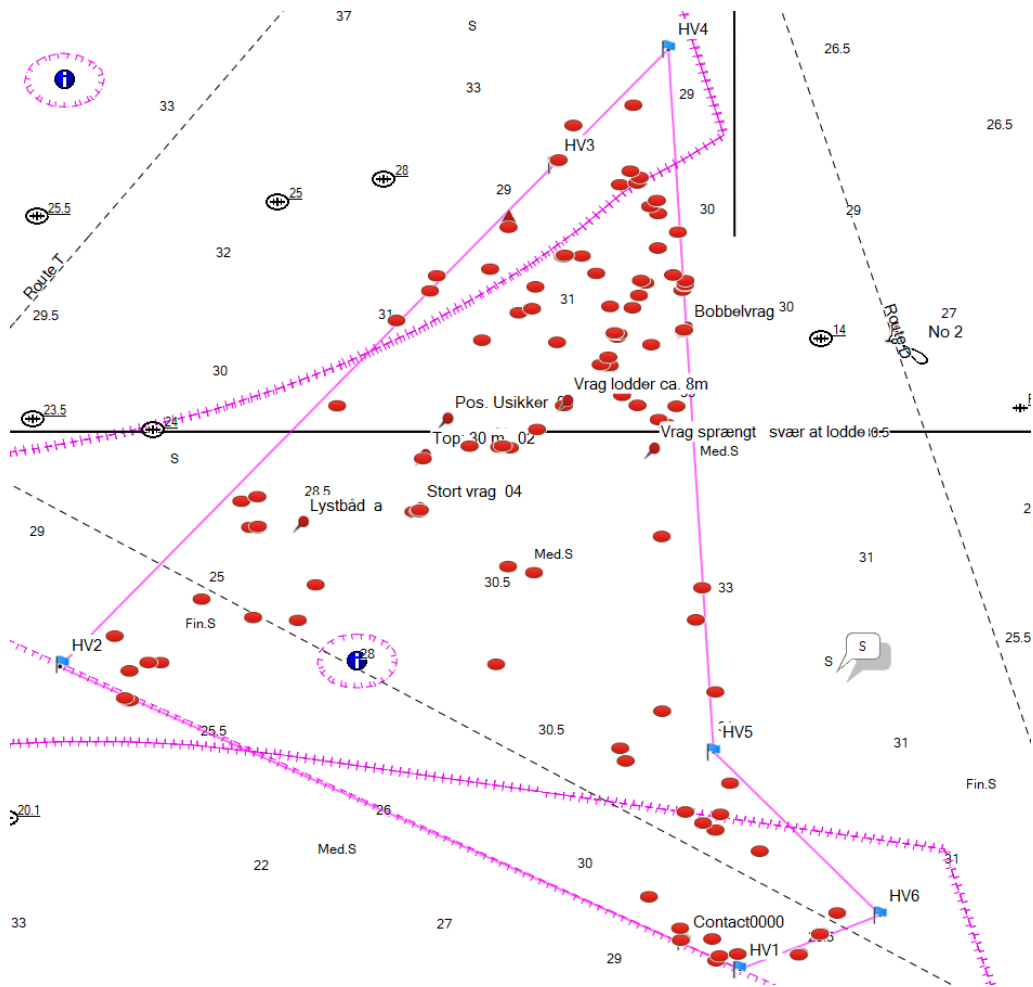 37
S
HV4
26.5
33
33
29
26.5
HV3
28
25
29
25.5
30
29
32
Route T
31
29.5
31
Bobbelvrag
30
27
Route D
No 2
14
30
Vrag lodder ca. 8m
23.5
24
Pos. Usikker
Vrag sprængt svær at lodde
0.5
Top: 30 m 02
Med.S
S
28.5
Stort vrag 04
Lystbåd a
29
Med.S
31
25
30.5
33
Fin.S
25.5
HV2
28
S
S
25.5
30.5
HV5
31
Fin.S
20.1
26
Med.S
31
22
30
HV6
33
27
Contact0000
29
HV1